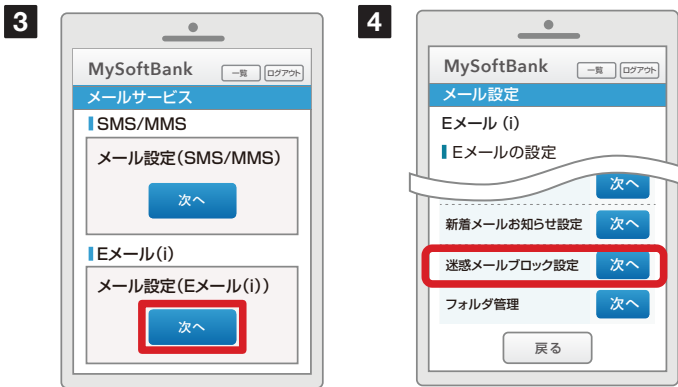 3
MySoftBank 一覧 ログアウト
メールサービス
SMS/MMS
メール設定(SMS/MMS)
次へ
Eメール(i)
メール設定(Eメール(i))
次へ
4
MySoftBank 一覧 ログアウト
メール設定
Eメール (i)
Eメールの設定
次へ
新着メールお知らせ設定 次へ
迷惑メールブロック設定 次へ
フォルダ管理 次へ
戻る